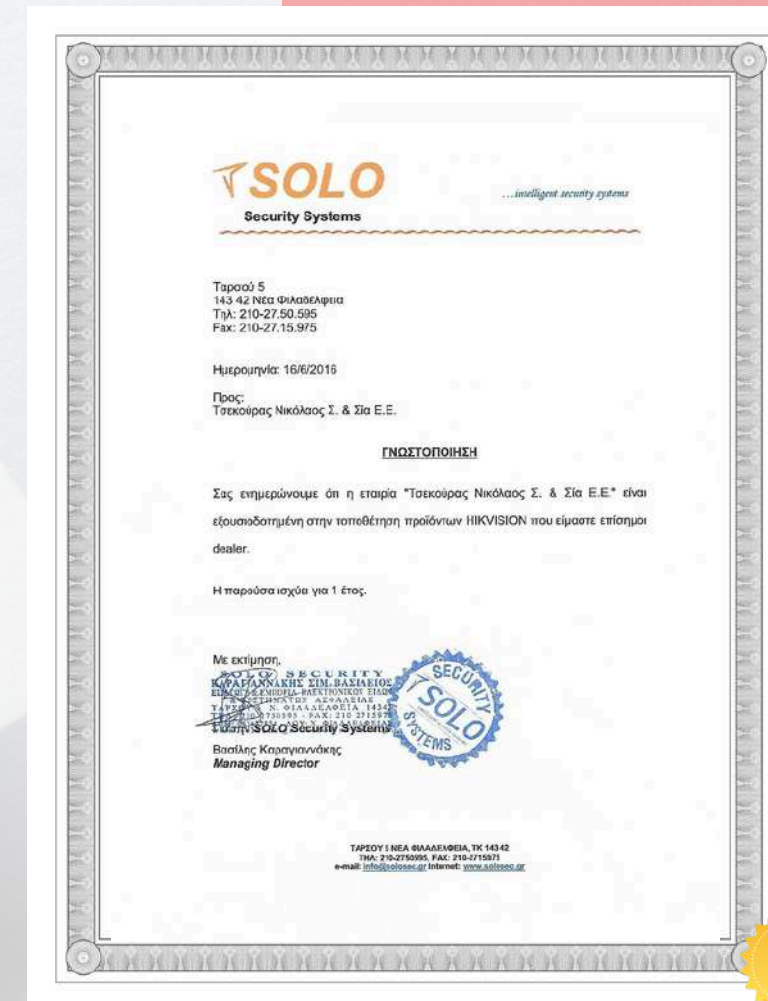 SOLO
...intelligent security systems
Security Systems
Ταρσού 5
143 42 Νέα Φιλαδέλφεια
Τηλ: 210-27.50.595
Fax: 210-27.15.975
Ημερομηνία: 16/6/2016
Προς:
Τσεκούρας Νικόλαος Σ. & Σία Ε.Ε.
ΓΝΩΣΤΟΠΟΙΗΣΗ
Σας ενημερώνουμε ότι η εταιρία "Τσεκούρας Νικόλαος Σ. & Σία Ε.Ε." είναι
εξουσιοδοτημένη στην τοποθέτηση προϊόντων HIKVISION που είμαστε επίσημοι
dealer.
Η παρούσα ισχύει για 1 έτος.
Με εκτίμηση,
SOLO SECURITY
ΚΑΡΑΓΙΑΝΝΑΚΗΣ ΣΙΜ. ΒΑΣΙΛΕΙΟΣ
Για την SOLO Security Systems
Βασίλης Καραγιαννάκης
Managing Director
SECURITY
SOLO
SYSTEMS
ΤΑΡΣΟΥ 5 ΝΕΑ ΦΙΛΑΔΕΛΦΕΙΑ, ΤΚ 14342
ΤΗΛ: 210-2750595, FAX: 210-2715975
e-mail: info@solosec.gr Internet: www.solosec.gr